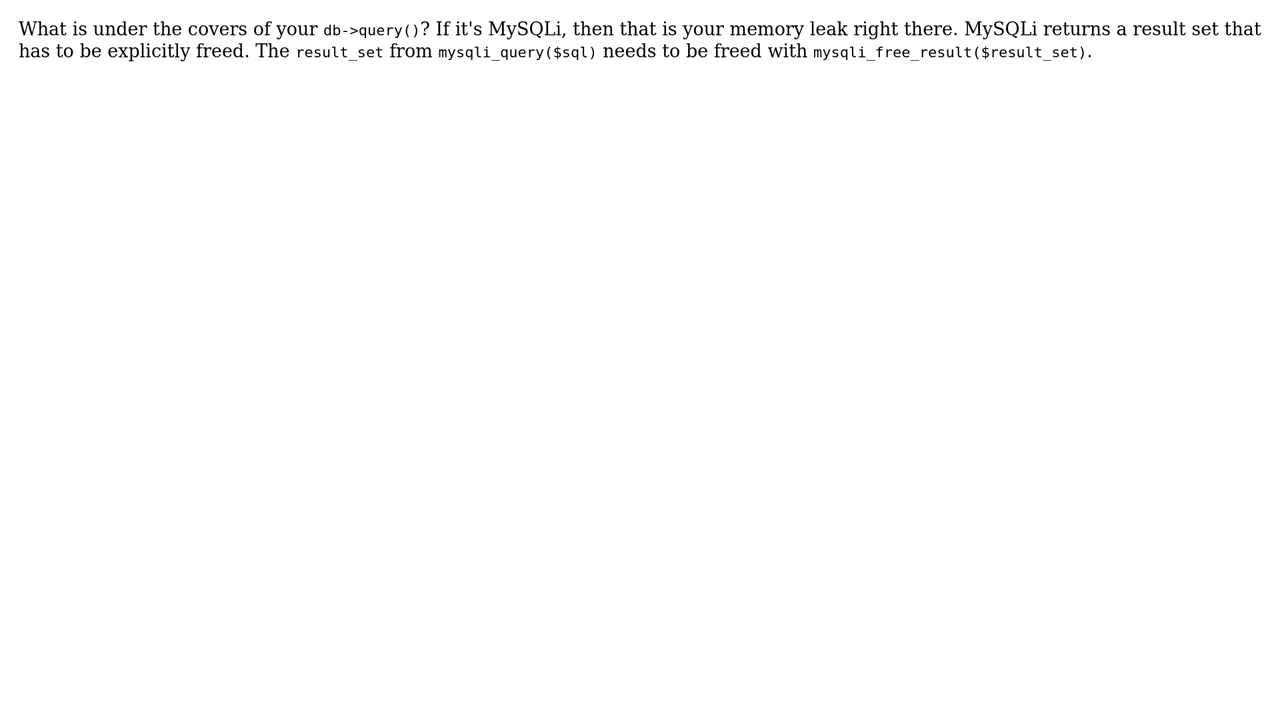 What is under the covers of your db->query()? If it's MySQLi, then that is your memory leak right there. MySQLi returns a result set that
has to be explicitly freed. The result_set from mysqli_query($sql) needs to be freed with mysqli_free_result($result_set).